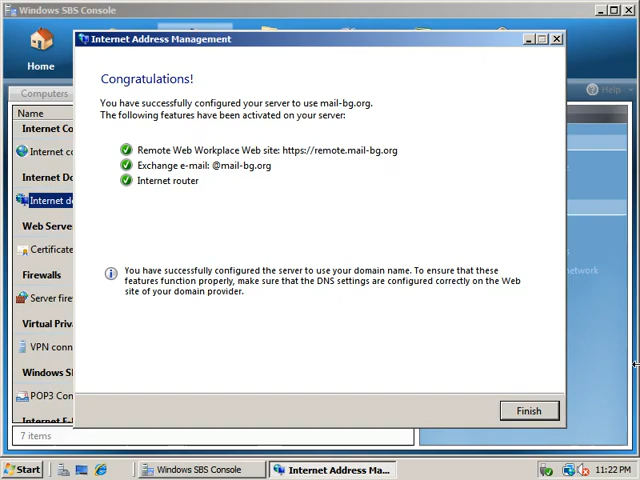 Windows SBS Console
Home
Help
Computers
Name
Internet Co
Internet co
Internet Do
Internet do
Web Serve
Certificate
Firewalls
Server fire
Virtual Priv
VPN conn
Windows S
POP3 Con
Internet E-
7 items
network
Internet Address Management
Congratulations!
You have successfully configured your server to use mail-bg.org.
The following features have been activated on your server:
Remote Web Workplace Web site: https://remote.mail-bg.org
Exchange e-mail: @mail-bg.org
Internet router
You have successfully configured the server to use your domain name. To ensure that these
features function properly, make sure that the DNS settings are configured correctly on the Web
site of your domain provider.
Finish
Start
Windows SBS Console
Internet Address Ma...
11:22 PM